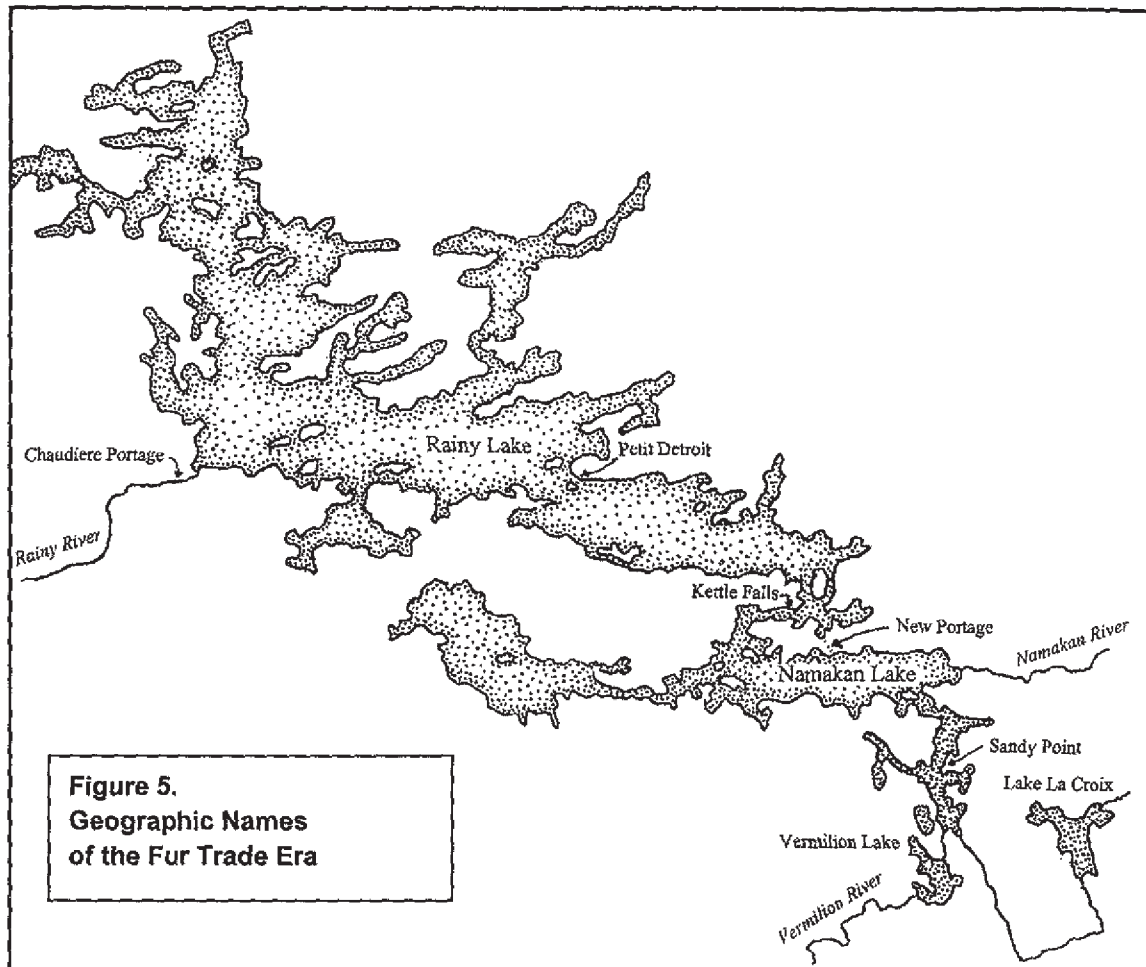 Rainy Lake
Petit Detroit
Chaudiere Portage
Rainy River
Kettle Falls
New Portage
Namakan River
Namakan Lake
Sandy Point
Lake La Croix
Vermilion Lake
Vermilion River
Figure 5.
Geographic Names
of the Fur Trade Era